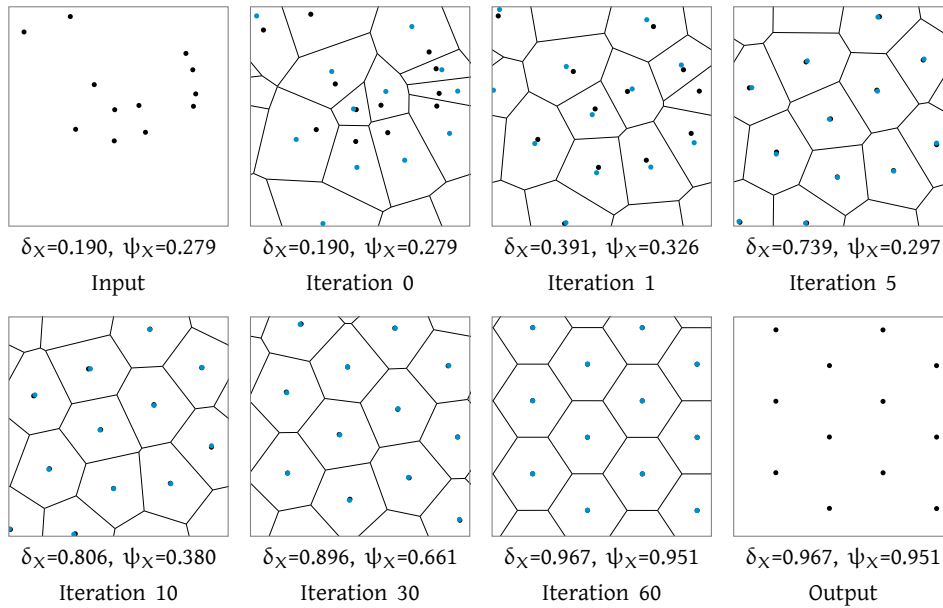 δX=0.190, ψX=0.279
Input
δX=0.190, ψX=0.279
Iteration 0
δX=0.391, ψX=0.326
Iteration 1
δX=0.739, ψX=0.297
Iteration 5
δX=0.806, ψX=0.380
Iteration 10
δX=0.896, ψX=0.661
Iteration 30
δX=0.967, ψX=0.951
Iteration 60
δX=0.967, ψX=0.951
Output